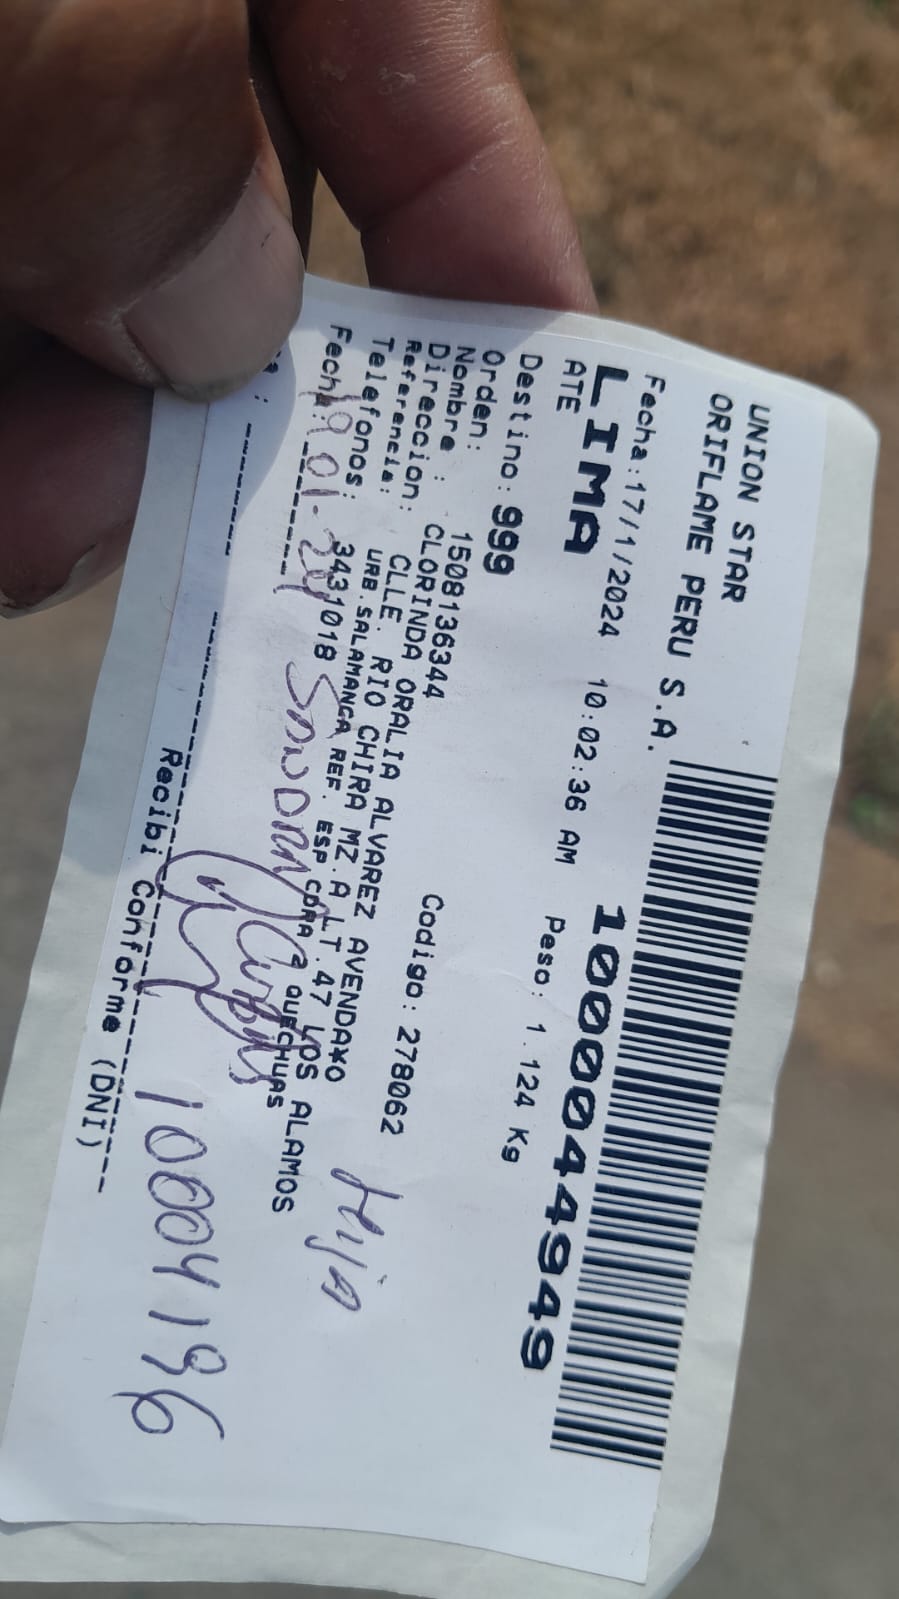 UNION STAR
ORIFLAME PERU S.A.
Fecha:17/1/2024 10:02:36 AM Peso: 1.124 Kg
LIMA 10000044949
ATE
Destino: 999
Orden: 1508136344 Codigo: 278062
Nombre : CLORINDA ORALIA ALVAREZ AVENDA*O
Direccion: CLLE. RIO CHIRA MZ.A LT.47 LOS ALAMOS
Referencia: URB.SALAMANCA REF. ESP CDRA 2 QUECHUAS
Telefonos: 3431018
Hija
Fecha: 19 01-24
10004196
Recibi Conforme (DNI)